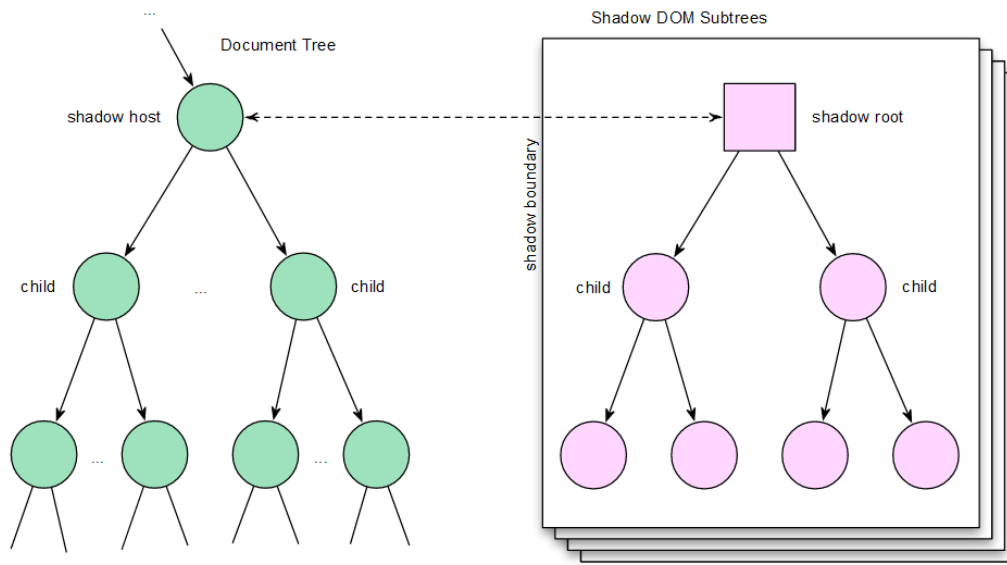 ...
Document Tree
Shadow DOM Subtrees
shadow host
shadow root
shadow boundary
child
...
child
child
child
...
...